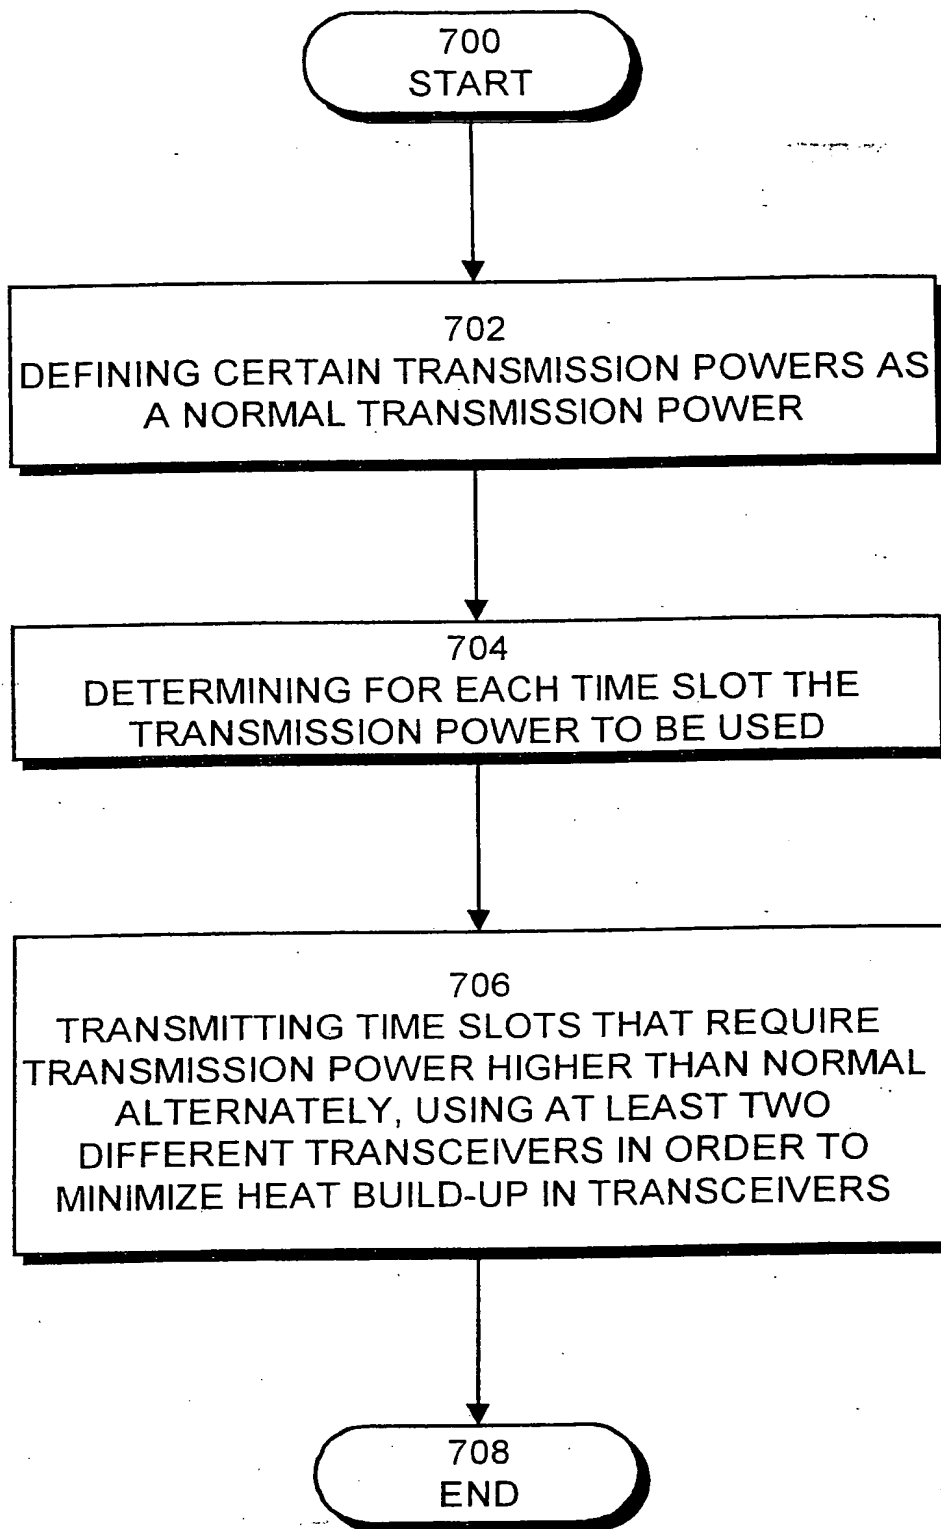 700
START
702
DEFINING CERTAIN TRANSMISSION POWERS AS
A NORMAL TRANSMISSION POWER
704
DETERMINING FOR EACH TIME SLOT THE
TRANSMISSION POWER TO BE USED
706
TRANSMITTING TIME SLOTS THAT REQUIRE
TRANSMISSION POWER HIGHER THAN NORMAL
ALTERNATELY, USING AT LEAST TWO
DIFFERENT TRANSCEIVERS IN ORDER TO
MINIMIZE HEAT BUILD-UP IN TRANSCEIVERS
708
END